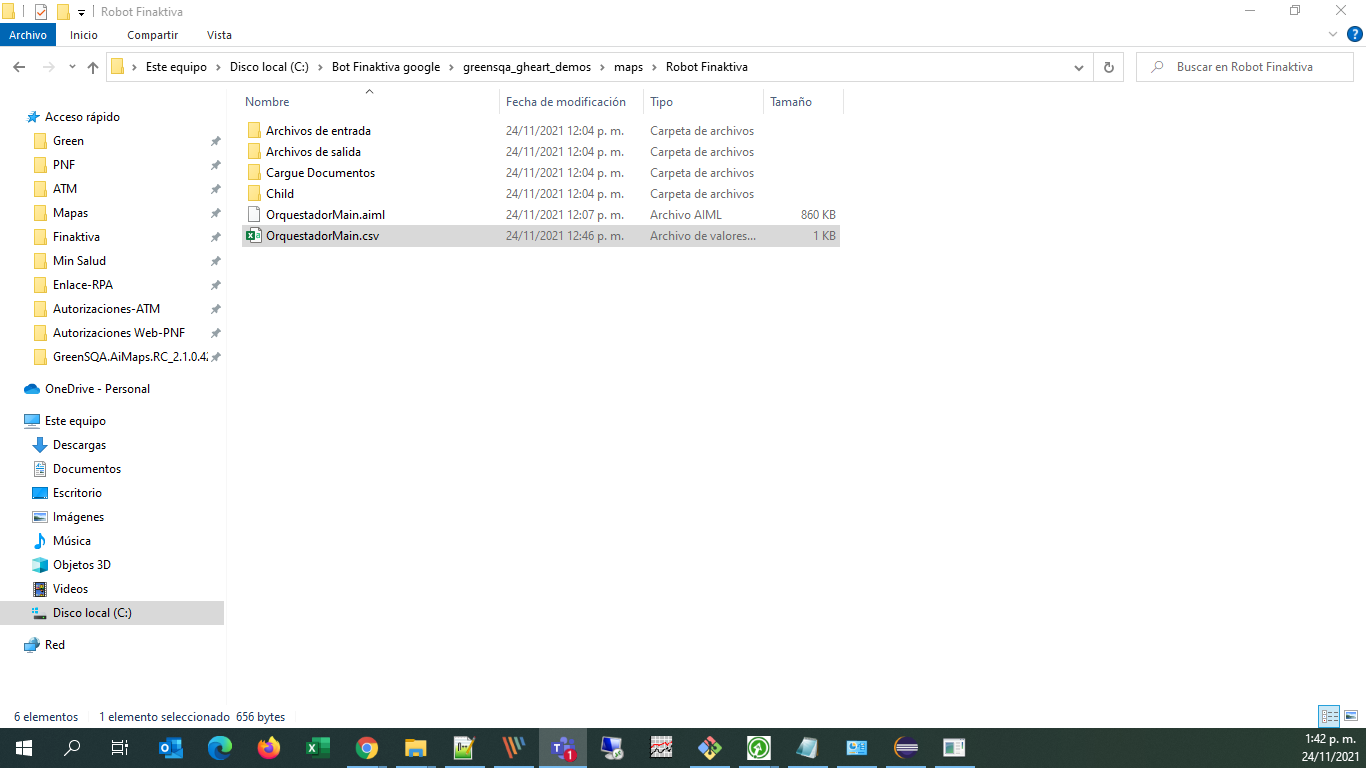 Robot Finaktiva
Archivo Inicio Compartir Vista
Este equipo Disco local (C:) Bot Finaktiva google greensqa_gheart_demos maps Robot Finaktiva
Buscar en Robot Finaktiva
Nombre Fecha de modificación Tipo Tamaño
Archivos de entrada 24/11/2021 12:04 p. m. Carpeta de archivos
Archivos de salida 24/11/2021 12:04 p. m. Carpeta de archivos
Cargue Documentos 24/11/2021 12:04 p. m. Carpeta de archivos
Child 24/11/2021 12:04 p. m. Carpeta de archivos
OrquestadorMain.aiml 24/11/2021 12:07 p. m. Archivo AIML 860 KB
OrquestadorMain.csv 24/11/2021 12:46 p. m. Archivo de valores... 1 KB
Acceso rápido
Green
PNF
ATM
Mapas
Finaktiva
Min Salud
Enlace-RPA
Autorizaciones-ATM
Autorizaciones Web-PNF
GreenSQA.AiMaps.RC_2.1.0.42
OneDrive - Personal
Este equipo
Descargas
Documentos
Escritorio
Imágenes
Música
Objetos 3D
Videos
Disco local (C:)
Red
6 elementos 1 elemento seleccionado 656 bytes
1:42 p. m.
24/11/2021